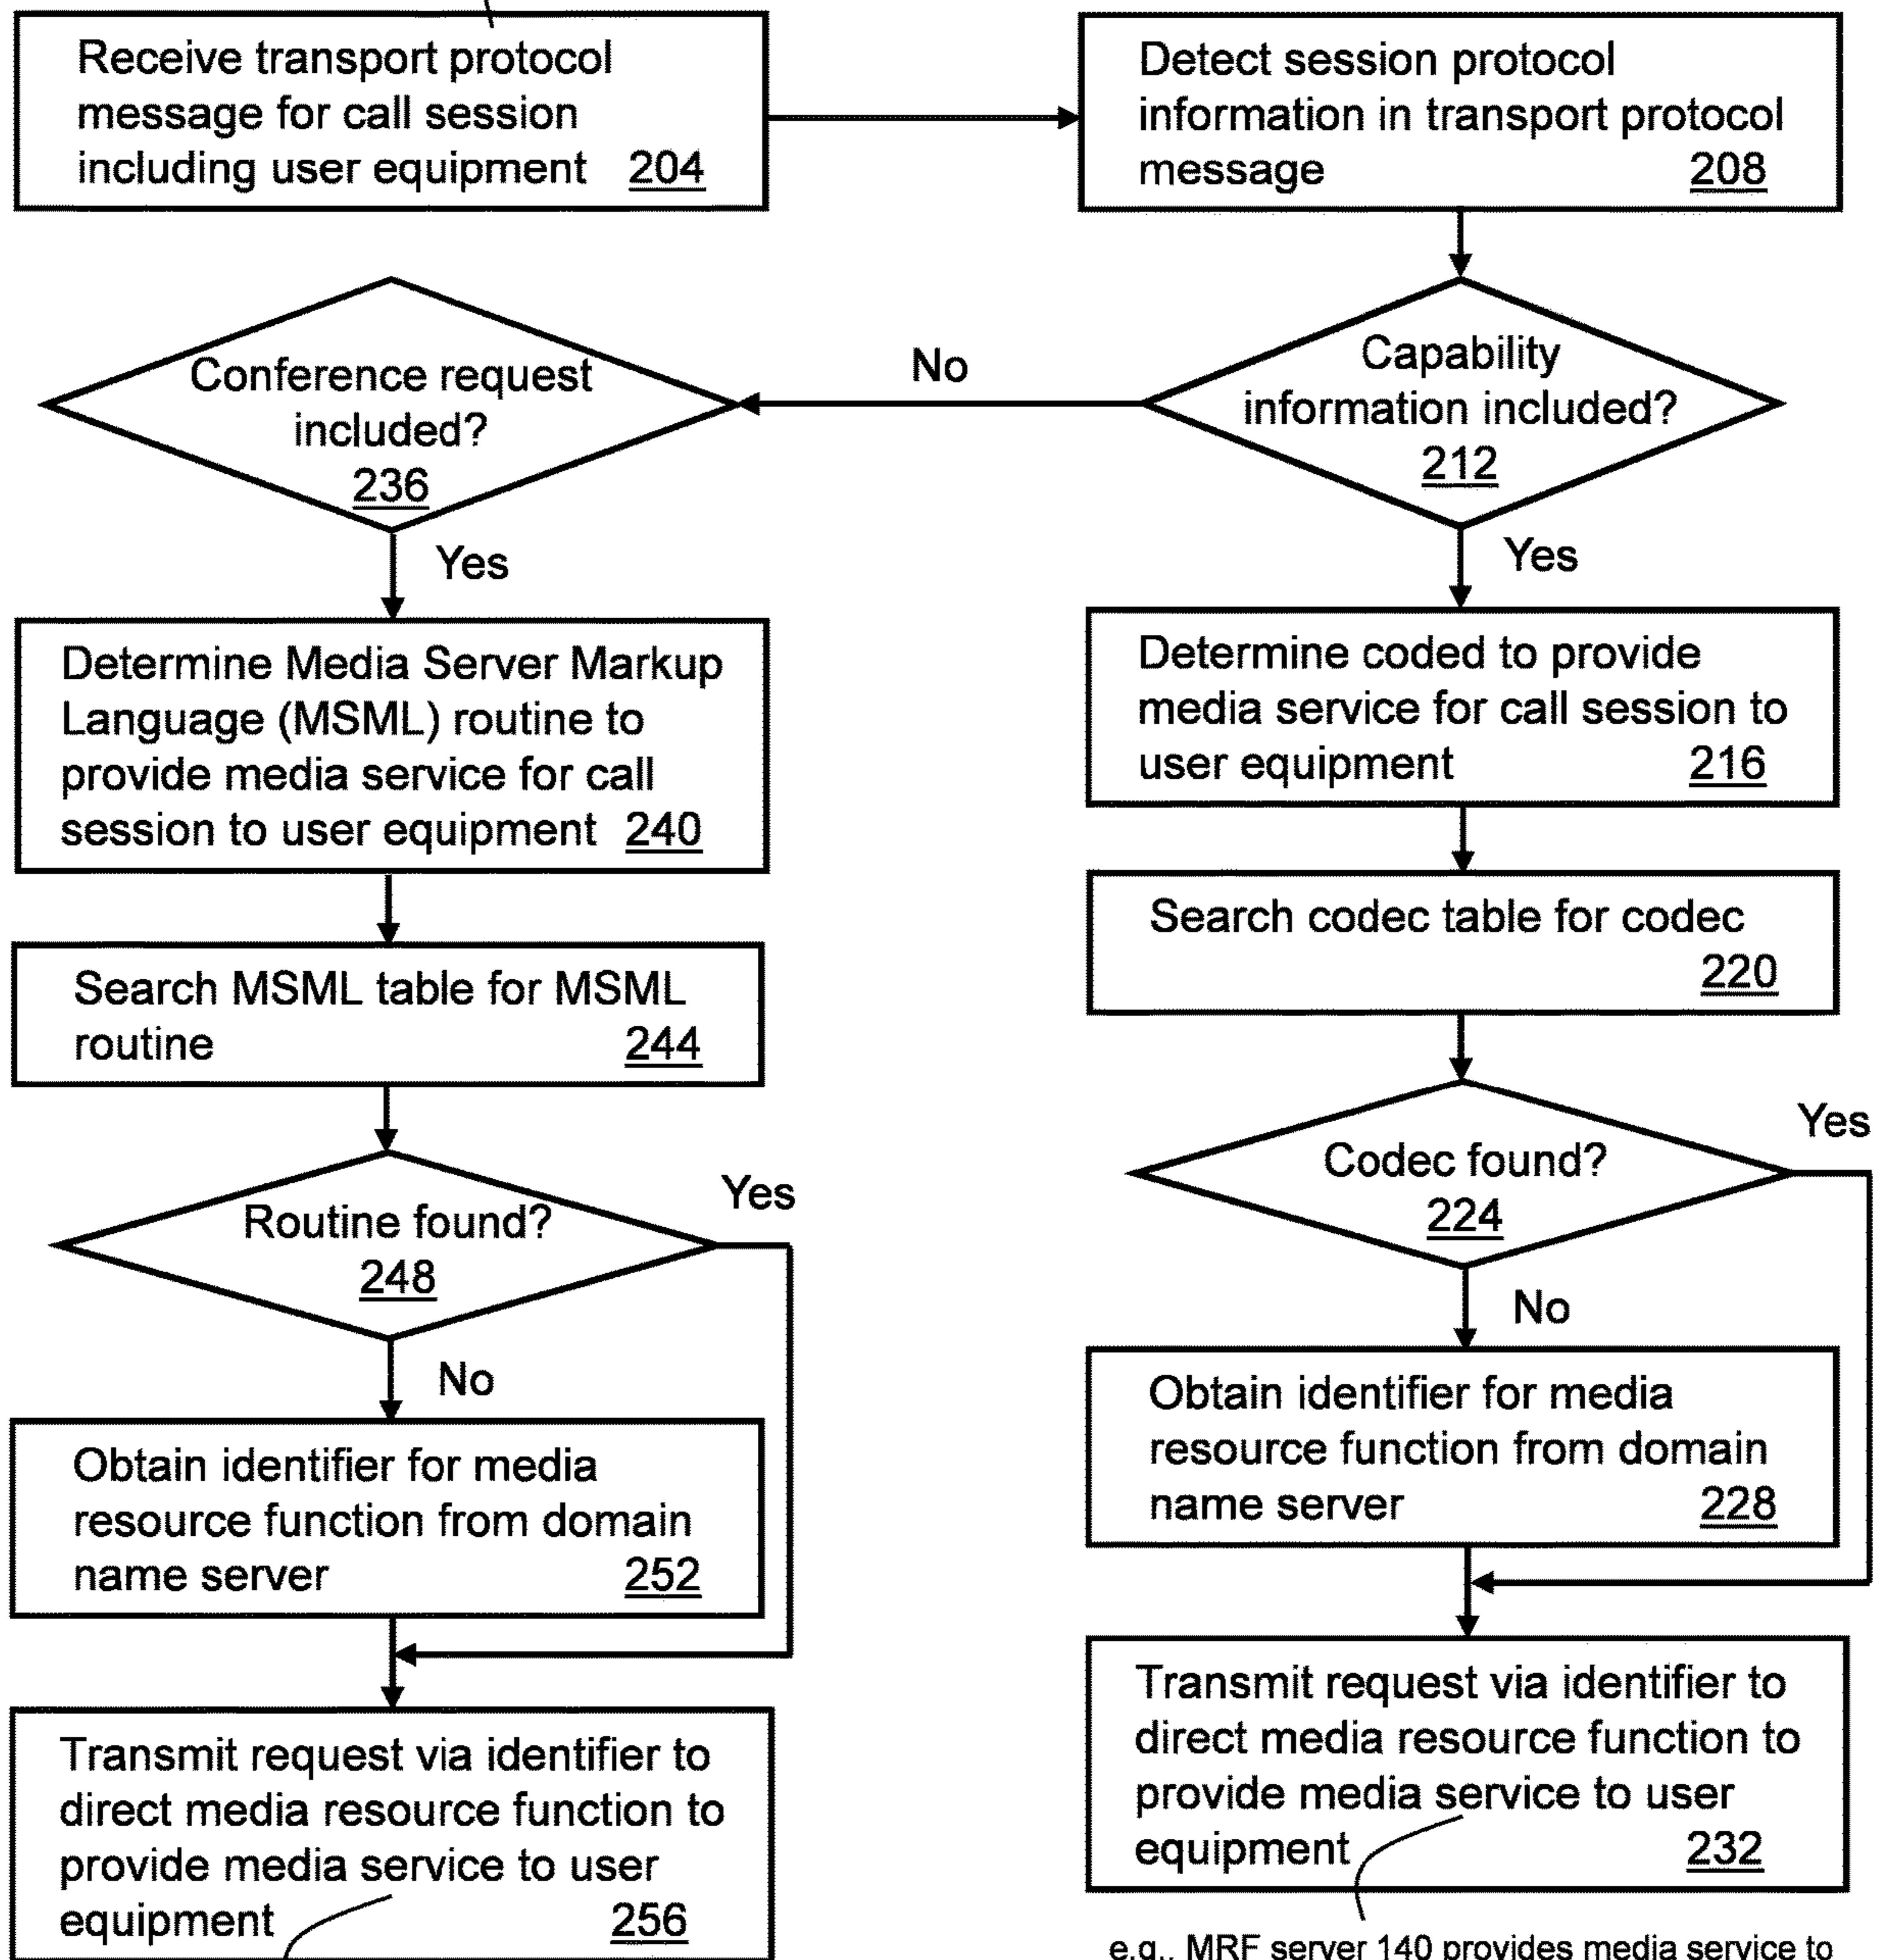 Receive transport protocol
message for call session
including user equipment 204
Detect session protocol
information in transport protocol
message 208
Capability
information included?
212
No
Yes
Conference request
included?
236
Yes
Determine Media Server Markup
Language (MSML) routine to
provide media service for call
session to user equipment 240
Search MSML table for MSML
routine 244
Routine found?
248
Yes
No
Obtain identifier for media
resource function from domain
name server 252
Transmit request via identifier to
direct media resource function to
provide media service to user
equipment 256
Determine coded to provide
media service for call session to
user equipment 216
Search codec table for codec
220
Codec found?
224
Yes
No
Obtain identifier for media
resource function from domain
name server 228
Transmit request via identifier to
direct media resource function to
provide media service to user
equipment 232
e.g., MRF server 140 provides media service to